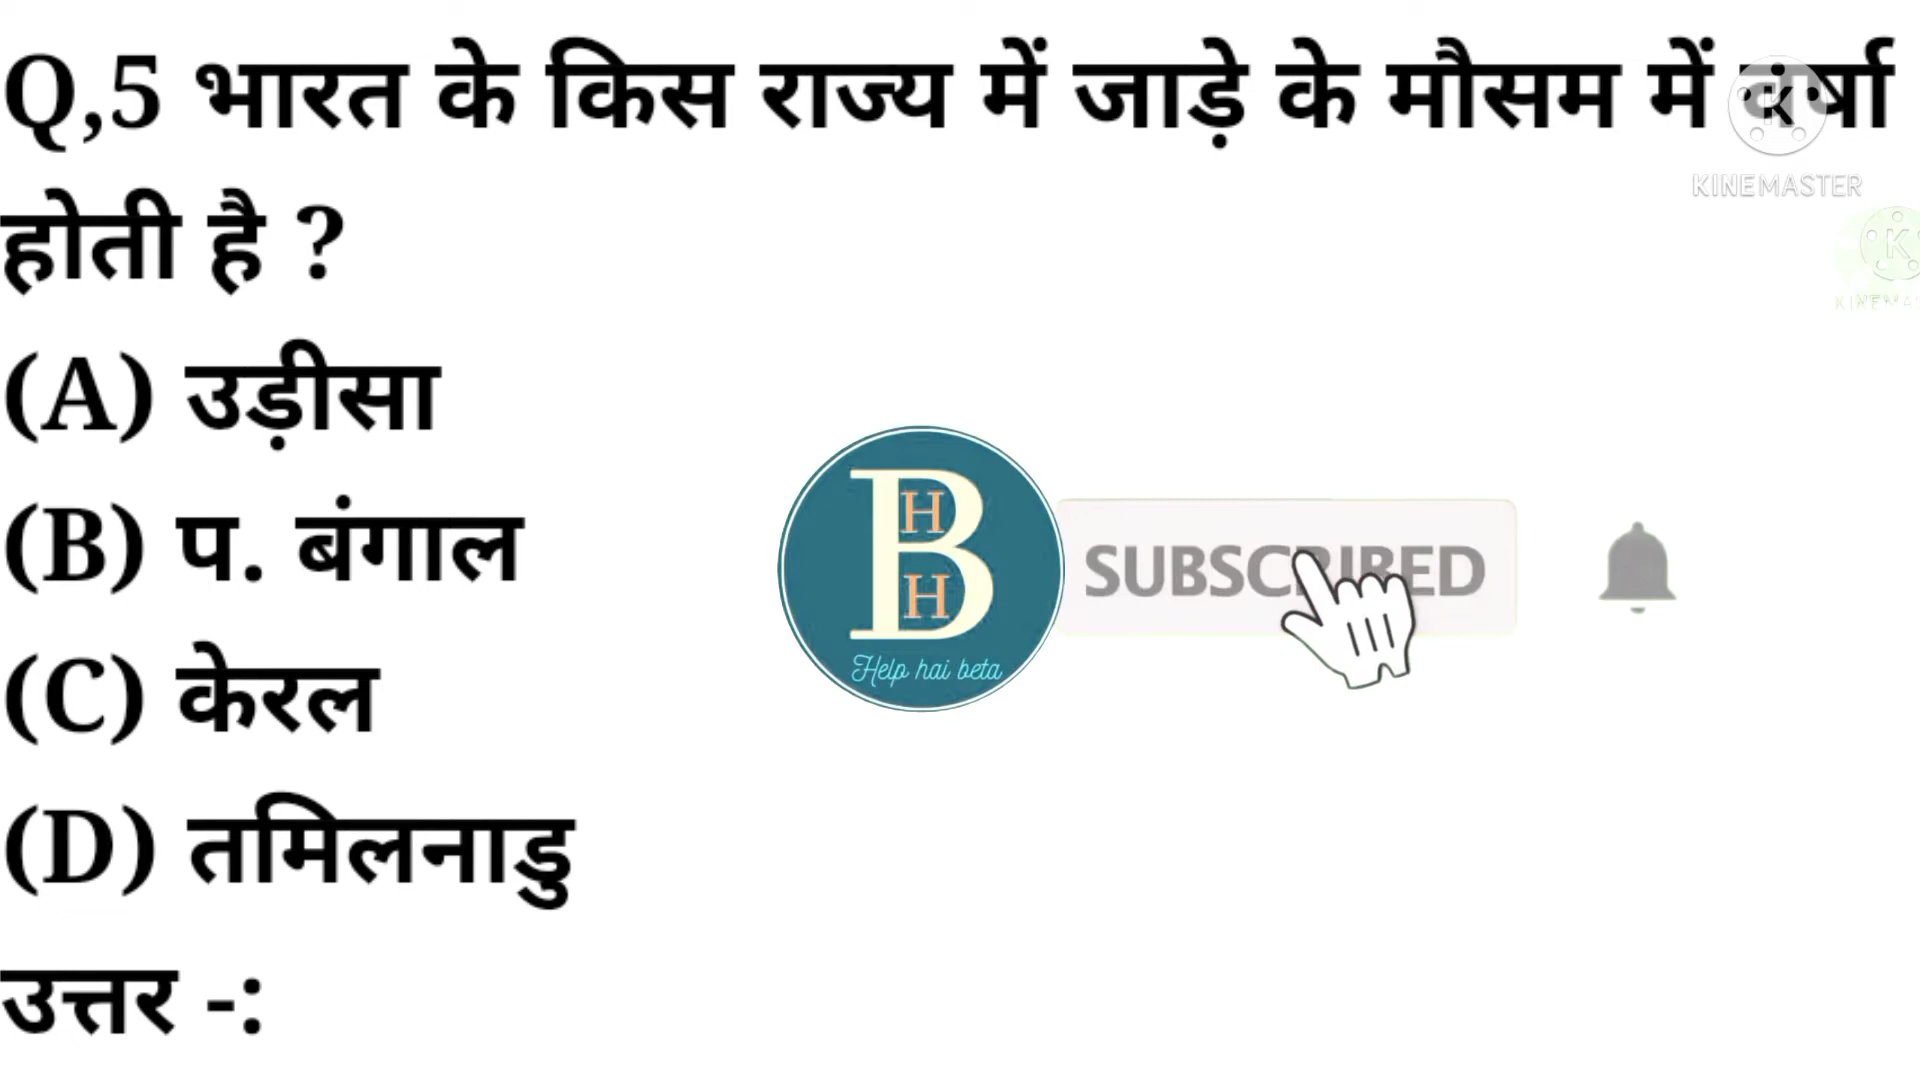 Q,5 भारत के किस राज्य में जाड़े के मौसम में वर्षा
होती है ?
(A) उड़ीसा
(B) प. बंगाल
(C) केरल
(D) तमिलनाडु
उत्तर -:
KINEMASTER
B
H
H
Help hai beta
SUBSCRIBED